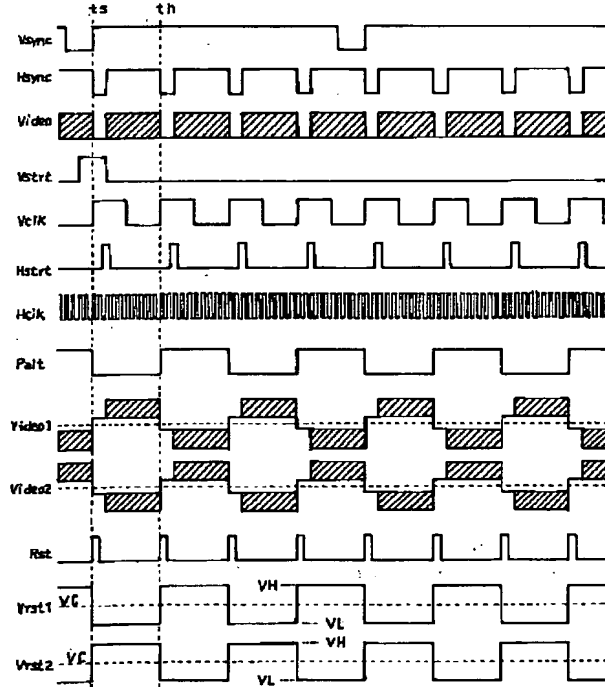 ts th
Vsync
Hsync
Video
Vstrt
Vclk
Hstrt
Hclk
Palt
Video1
Video2
Rst
Vrst1 VC VH
VL
Vrst2 VC VH
VL